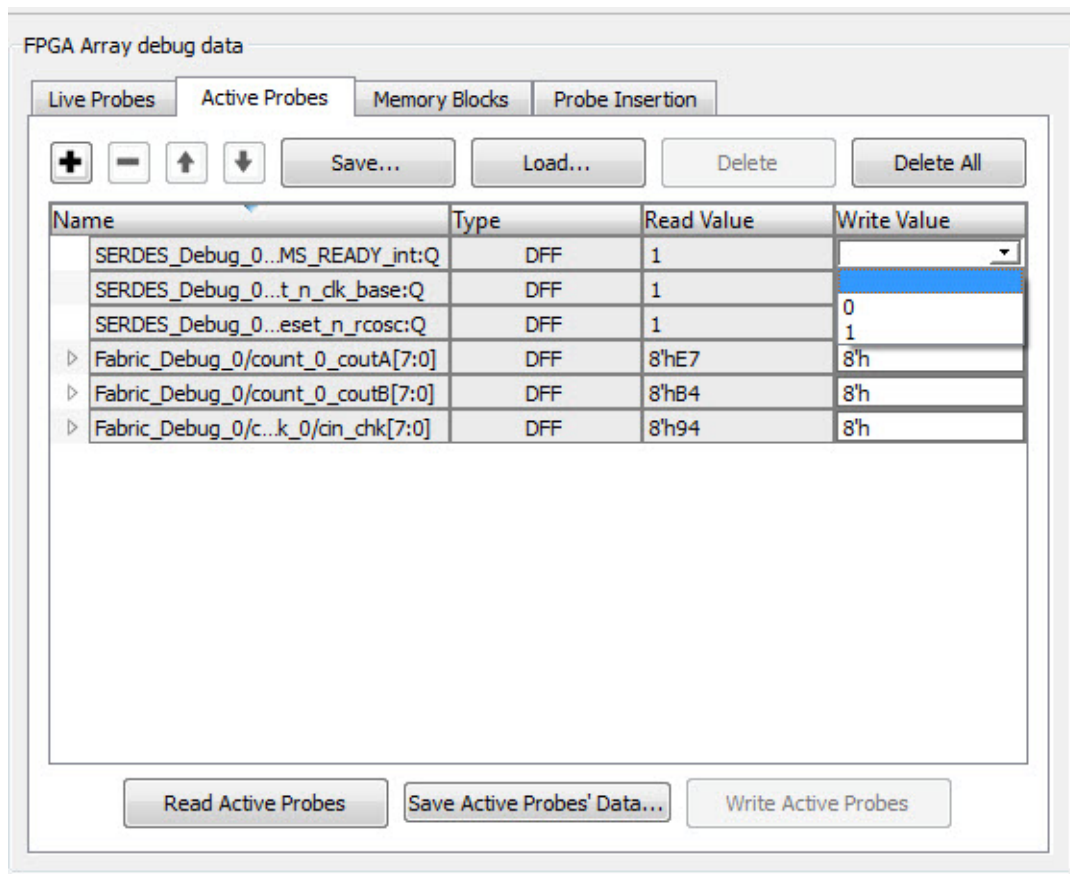 FPGA Array debug data
Live Probes Active Probes Memory Blocks Probe Insertion
Save... Load... Delete Delete All
Name Type Read Value Write Value
SERDES_Debug_0...MS_READY_int:Q DFF 1
SERDES_Debug_0...t_n_clk_base:Q DFF 1
0
SERDES_Debug_0...eset_n_rcosc:Q DFF 1
1
Fabric_Debug_0/count_0_coutA[7:0] DFF 8'hE7 8'h
Fabric_Debug_0/count_0_coutB[7:0] DFF 8'hB4 8'h
Fabric_Debug_0/c...k_0/cin_chk[7:0] DFF 8'h94 8'h
Read Active Probes Save Active Probes' Data... Write Active Probes